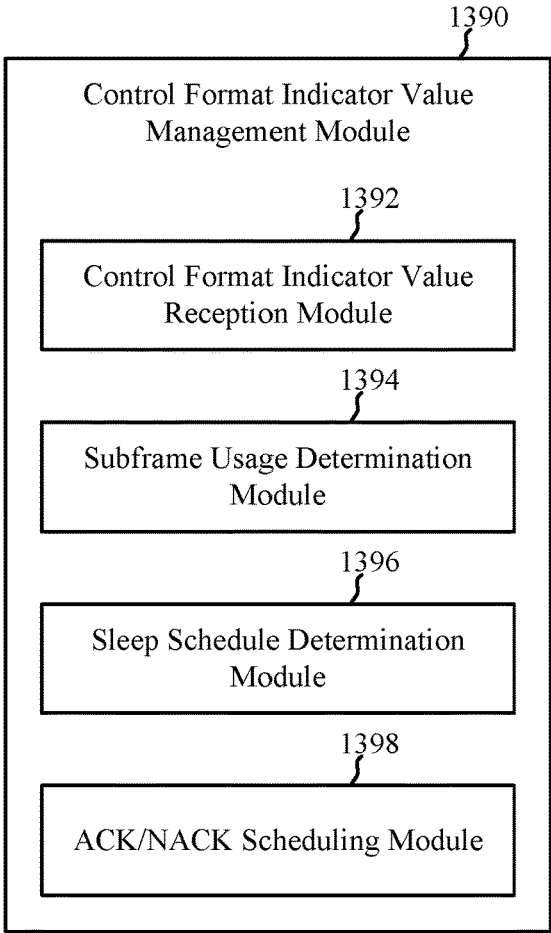 1390
Control Format Indicator Value
Management Module
1392
Control Format Indicator Value
Reception Module
1394
Subframe Usage Determination
Module
1396
Sleep Schedule Determination
Module
1398
ACK/NACK Scheduling Module